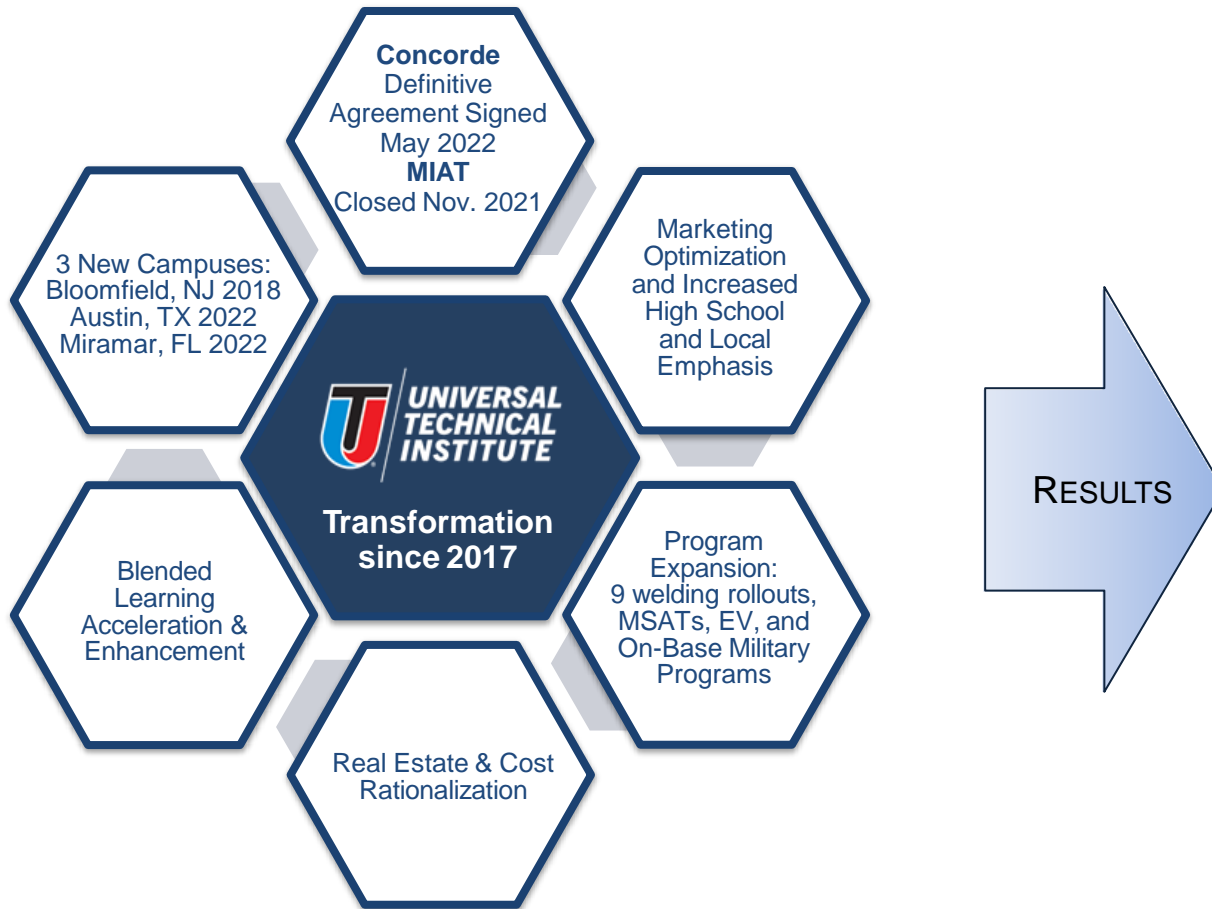 Concorde
Definitive
Agreement Signed
May 2022
MIAT
Closed Nov. 2021
3 New Campuses:
Bloomfield, NJ 2018
Austin, TX 2022
Miramar, FL 2022
Marketing
Optimization
and Increased
High School
and Local
Emphasis
UNIVERSAL
TECHNICAL
INSTITUTE
Transformation
since 2017
RESULTS
Blended
Learning
Acceleration &
Enhancement
Program
Expansion:
9 welding rollouts,
MSATs, EV, and
On-Base Military
Programs
Real Estate & Cost
Rationalization